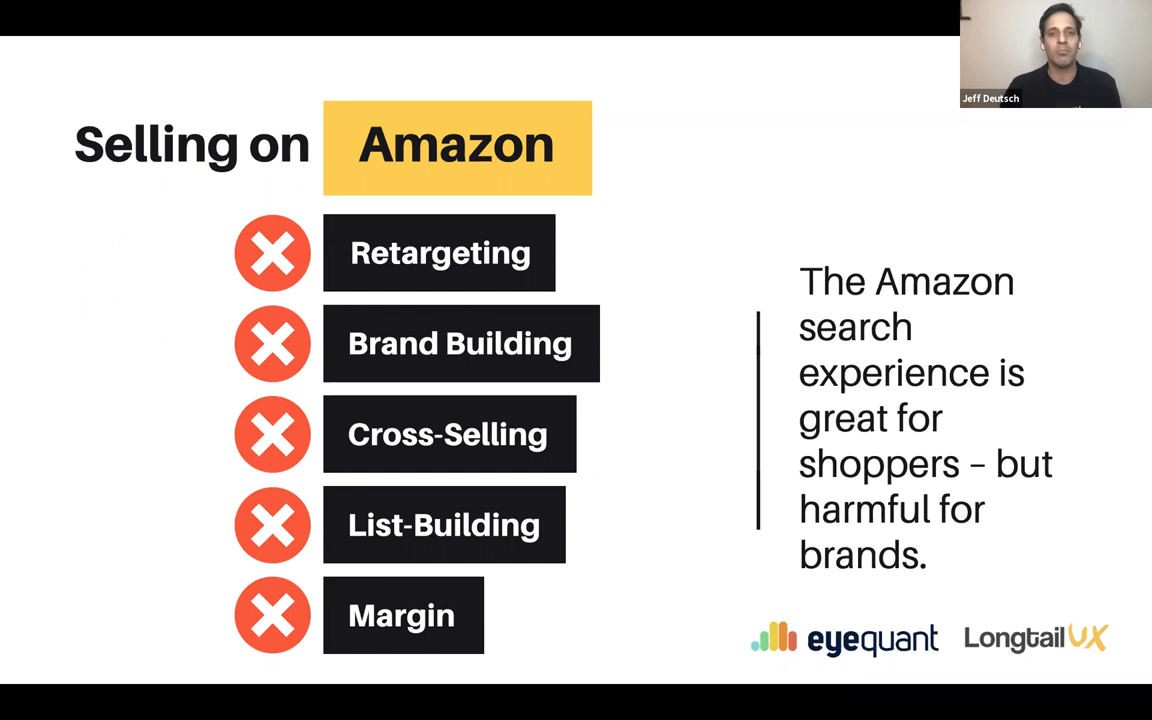 Jeff Deutsch
Selling on Amazon
Retargeting
Brand Building
Cross-Selling
List-Building
Margin
The Amazon
search
experience is
great for
shoppers – but
harmful for
brands.
eyequant
LongtailUX